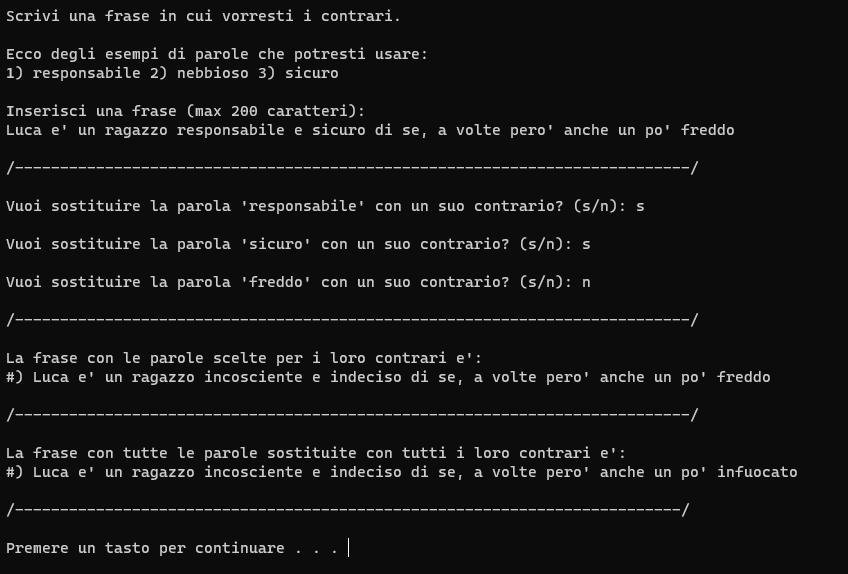 Scrivi una frase in cui vorresti i contrari.
Ecco degli esempi di parole che potresti usare:
1) responsabile 2) nebbioso 3) sicuro
Inserisci una frase (max 200 caratteri):
Luca e' un ragazzo responsabile e sicuro di se, a volte pero' anche un po' freddo
/---------------------------------------------------------------------------/
Vuoi sostituire la parola 'responsabile' con un suo contrario? (s/n): s
Vuoi sostituire la parola 'sicuro' con un suo contrario? (s/n): s
Vuoi sostituire la parola 'freddo' con un suo contrario? (s/n): n
/---------------------------------------------------------------------------/
La frase con le parole scelte per i loro contrari e':
#) Luca e' un ragazzo incosciente e indeciso di se, a volte pero' anche un po' freddo
/---------------------------------------------------------------------------/
La frase con tutte le parole sostituite con tutti i loro contrari e':
#) Luca e' un ragazzo incosciente e indeciso di se, a volte pero' anche un po' infuocato
/--------------------------------------------------------------------------/
Premere un tasto per continuare . . .